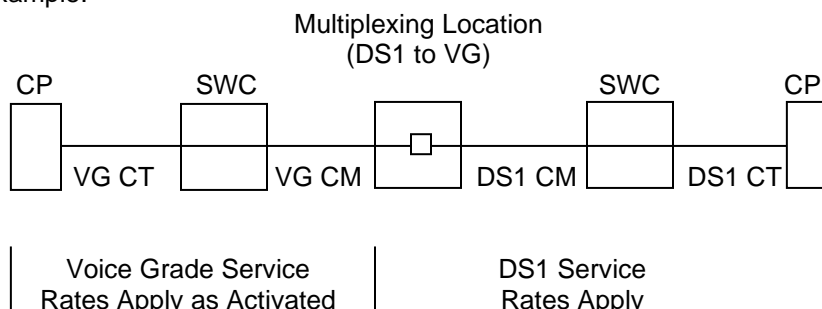 Multiplexing Location
(DS1 to VG)
CP SWC SWC CP
VG CT VG CM DS1 CM DS1 CT
Voice Grade Service DS1 Service
Rates Apply as Activated Rates Apply